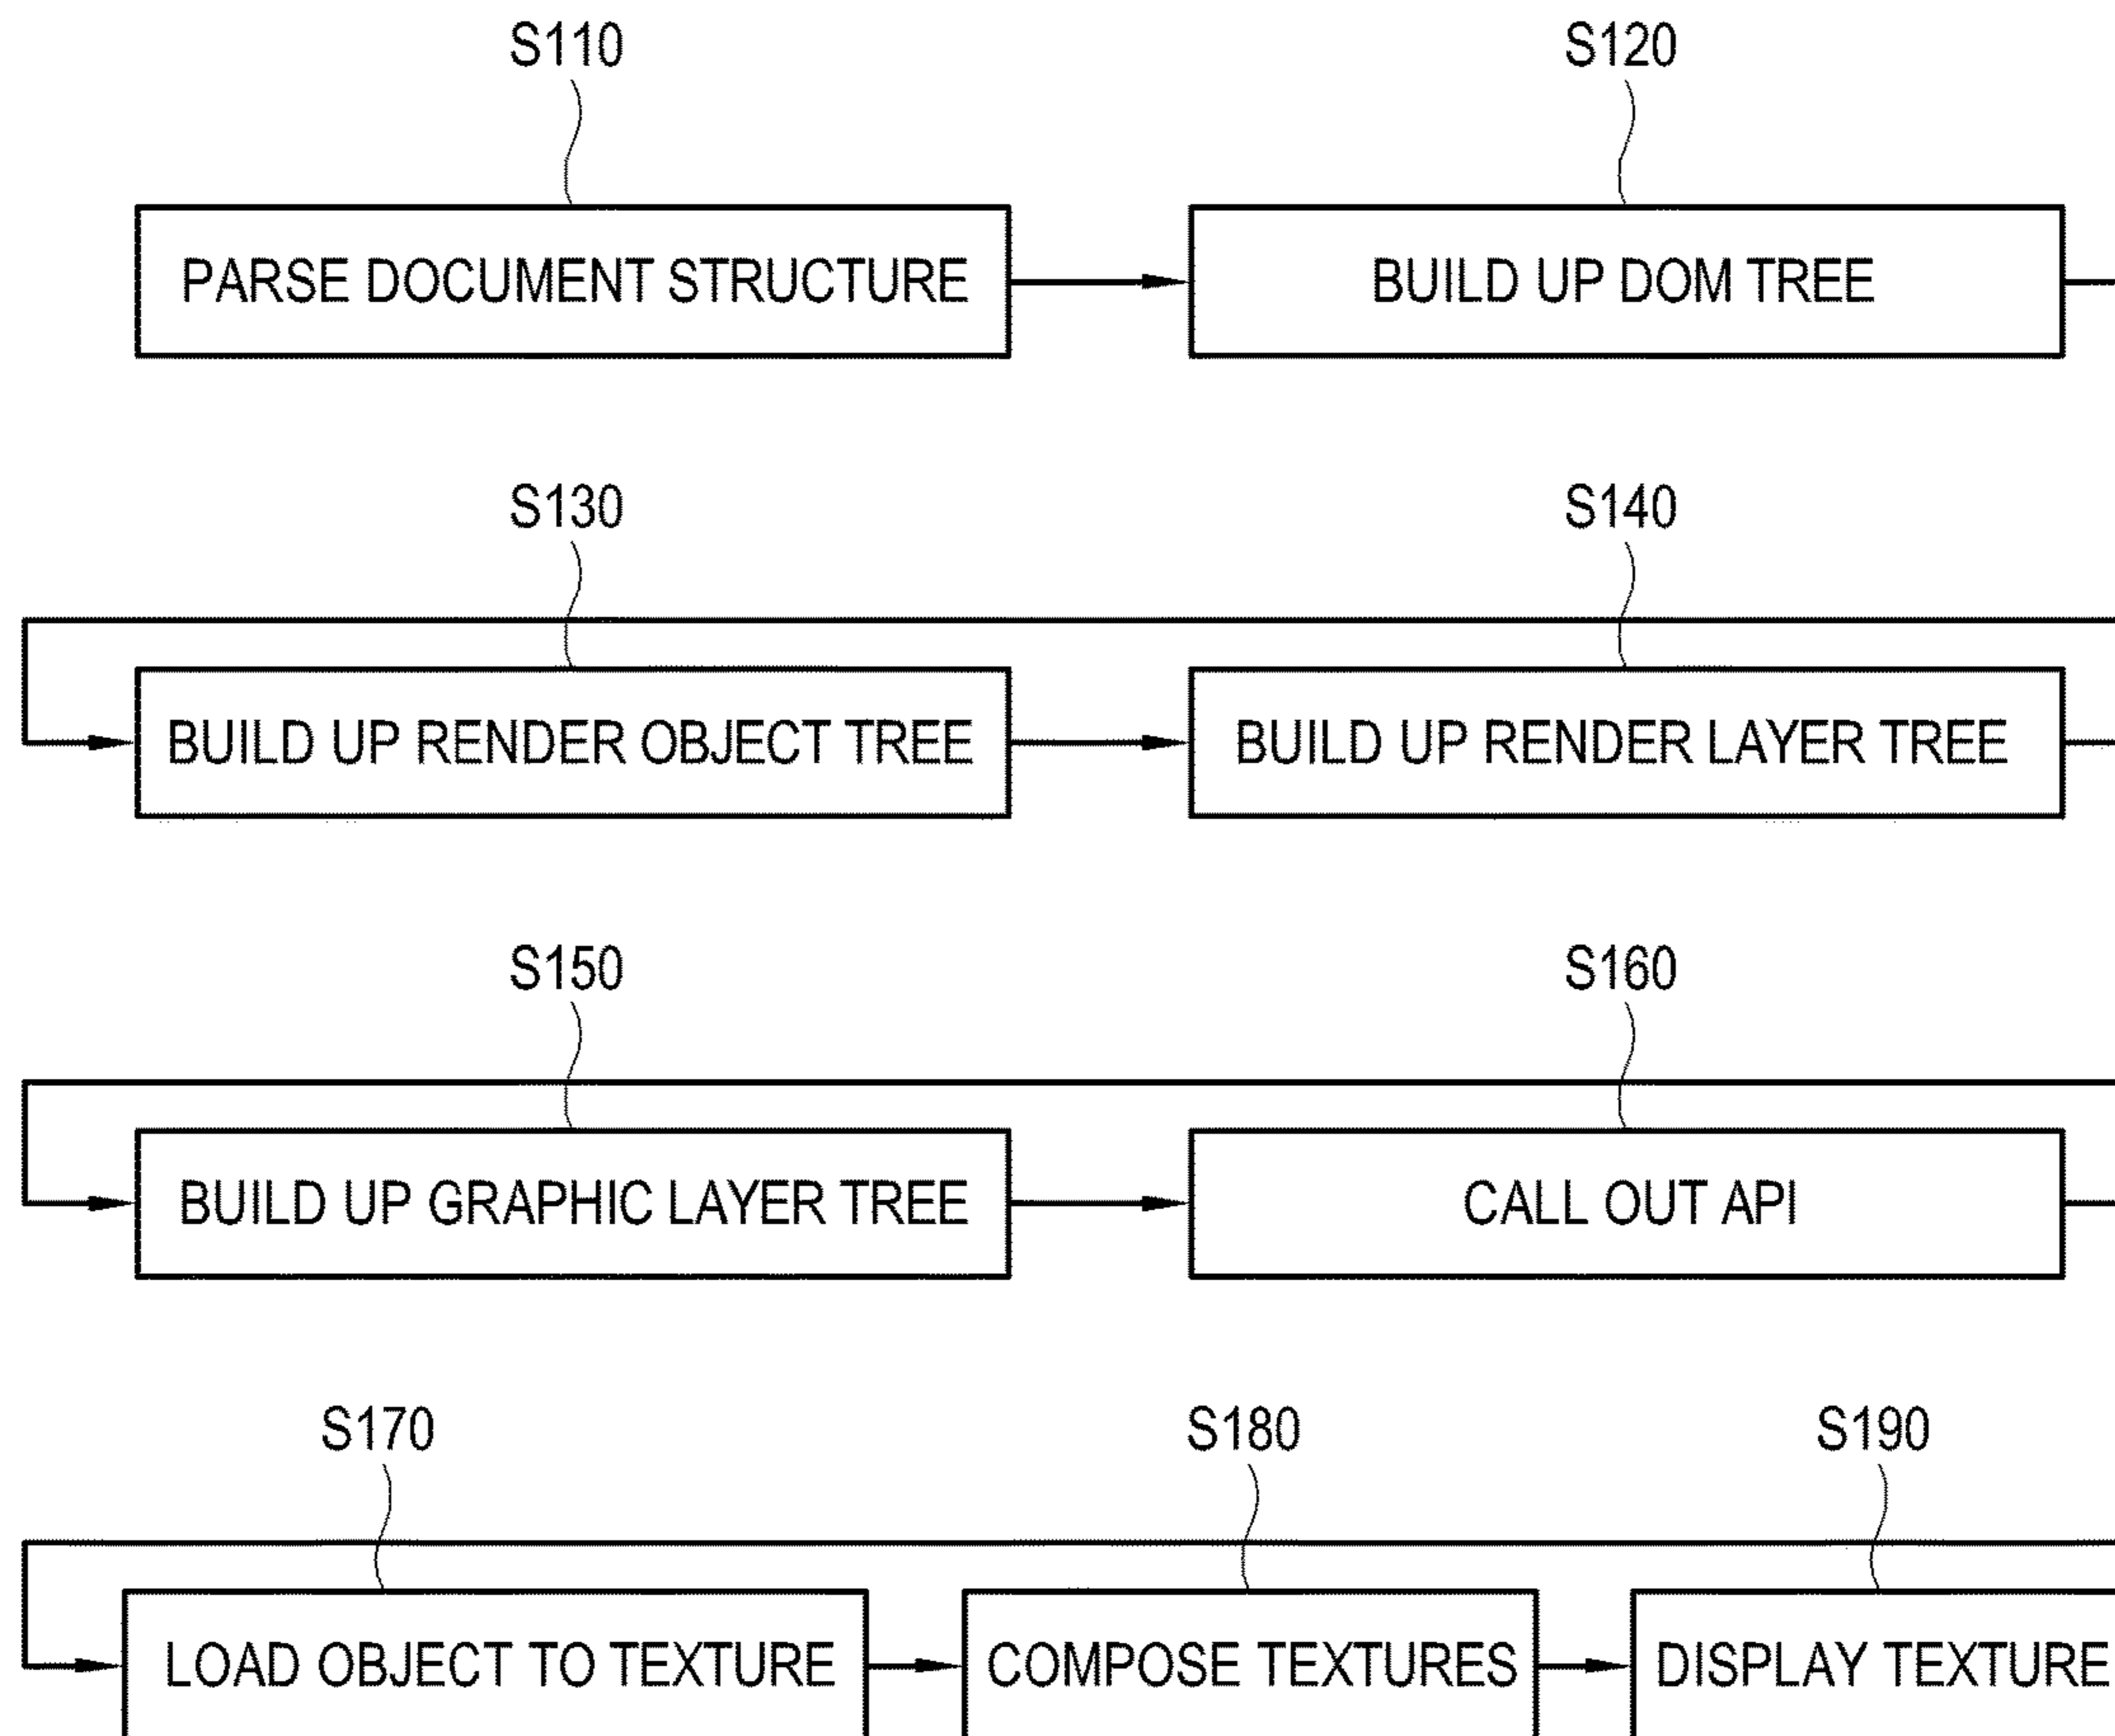 S110
S120
PARSE DOCUMENT STRUCTURE
BUILD UP DOM TREE
S130
S140
BUILD UP RENDER OBJECT TREE
BUILD UP RENDER LAYER TREE
S150
S160
BUILD UP GRAPHIC LAYER TREE
CALL OUT API
S170
S180
S190
LOAD OBJECT TO TEXTURE
COMPOSE TEXTURES
DISPLAY TEXTURE